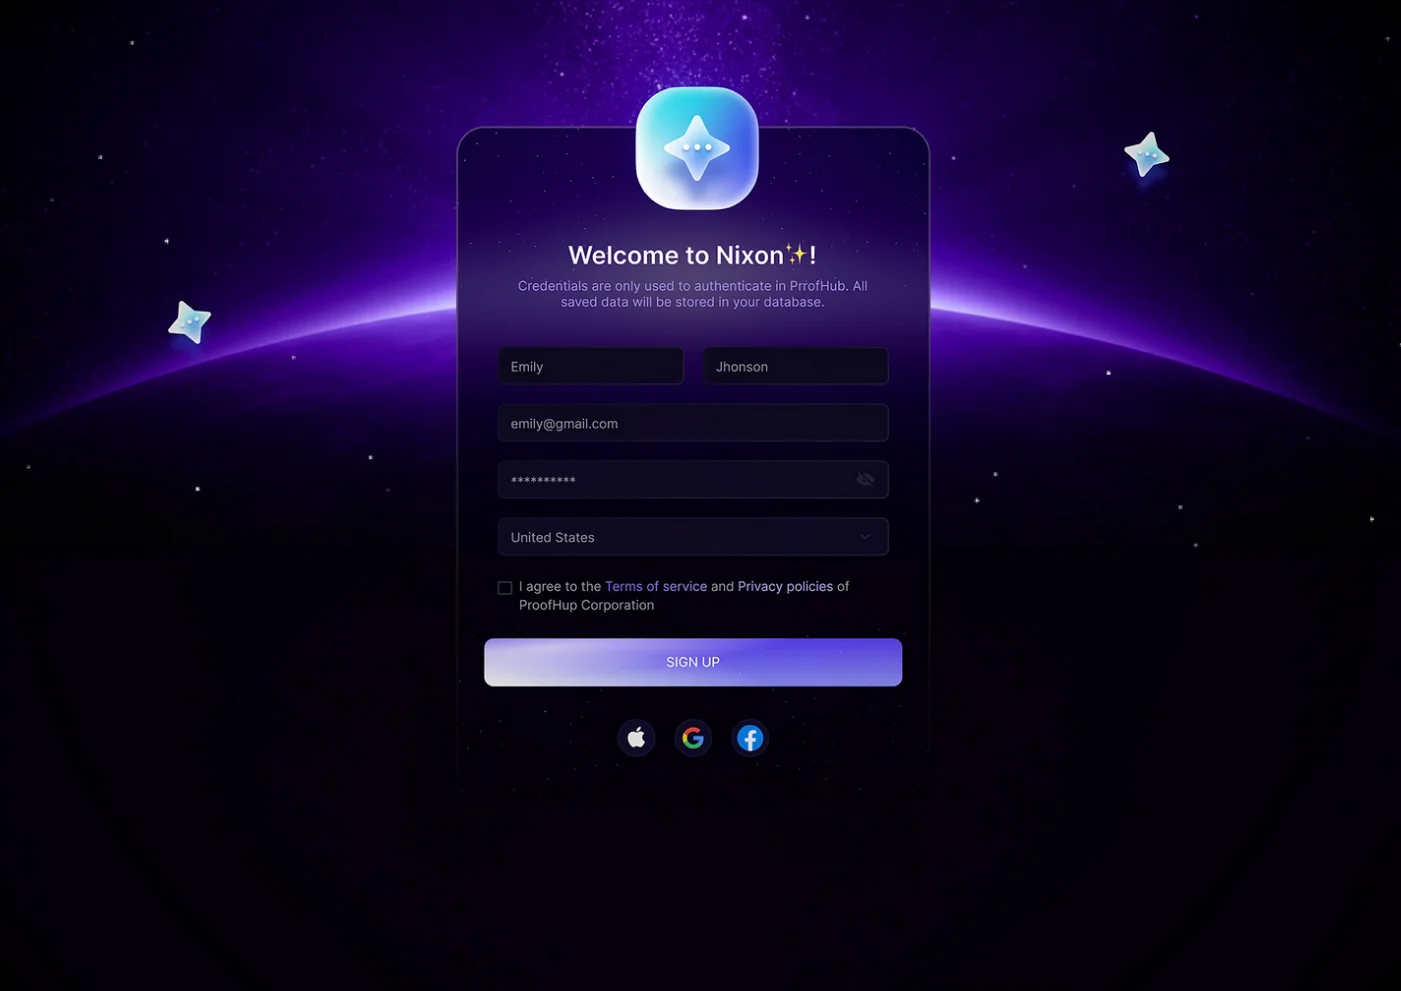 Welcome to Nixon✨!
Credentials are only used to authenticate in PrrofHub. All
saved data will be stored in your database.
Emily
Jhonson
emily@gmail.com
**********
United States
I agree to the Terms of service and Privacy policies of
ProofHup Corporation
SIGN UP